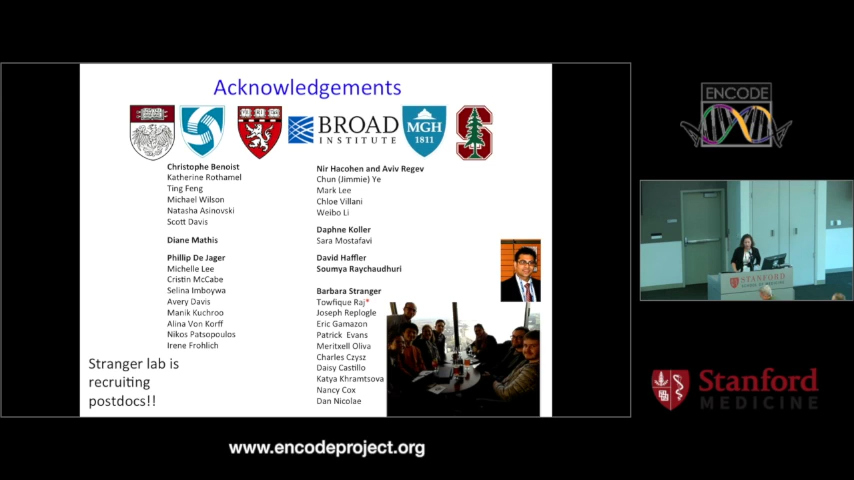 Acknowledgements
BROAD
INSTITUTE
MGH
1811
Christophe Benoist
Katherine Rothamel
Ting Feng
Michael Wilson
Natasha Asinovski
Scott Davis
Diane Mathis
Phillip De Jager
Michelle Lee
Cristin McCabe
Selina Imboywa
Avery Davis
Manik Kuchroo
Alina Von Korff
Nikos Patsopoulos
Irene Frohlich
Nir Hacohen and Aviv Regev
Chun (Jimmie) Ye
Mark Lee
Chloe Villani
Weibo Li
Daphne Koller
Sara Mostafavi
David Haffler
Soumya Raychaudhuri
Barbara Stranger
Towfique Raj*
Joseph Replogle
Eric Gamazon
Patrick Evans
Meritxell Oliva
Charles Czysz
Daisy Castillo
Katya Khramtsova
Nancy Cox
Dan Nicolae
Stranger lab is
recruiting
postdocs!!
ENCODE
STANFORD
Stanford
MEDICINE
www.encodeproject.org